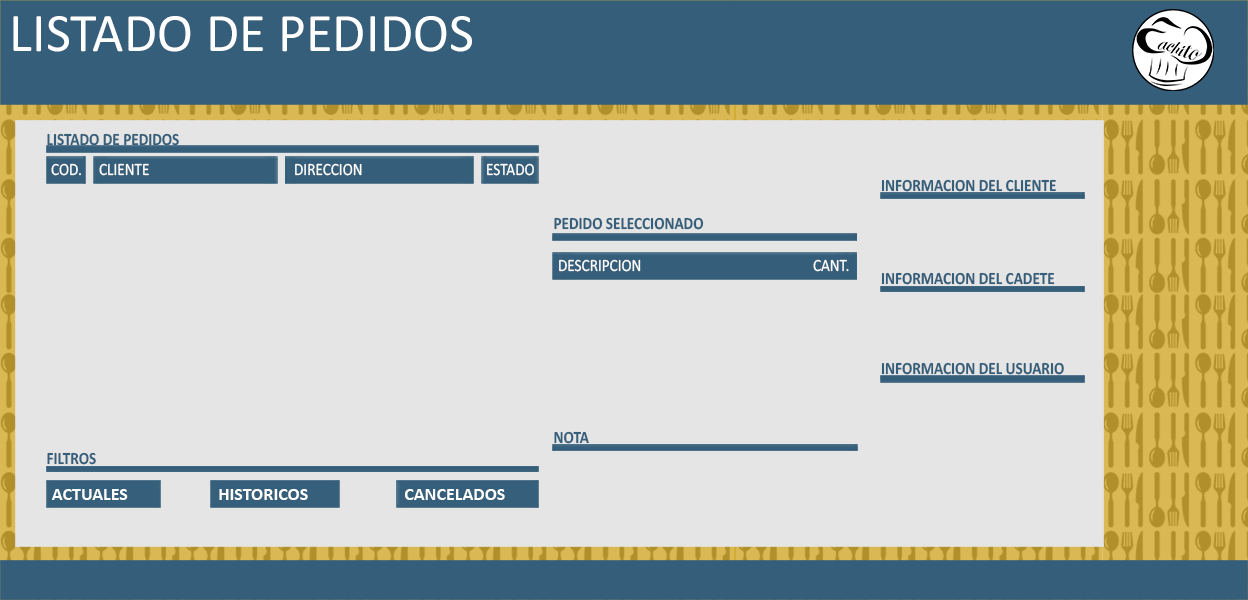 LISTADO DE PEDIDOS
Cachito
LISTADO DE PEDIDOS
COD. CLIENTE DIRECCION ESTADO
INFORMACION DEL CLIENTE
PEDIDO SELECCIONADO
DESCRIPCION CANT.
INFORMACION DEL CADETE
INFORMACION DEL USUARIO
NOTA
FILTROS
ACTUALES HISTORICOS CANCELADOS